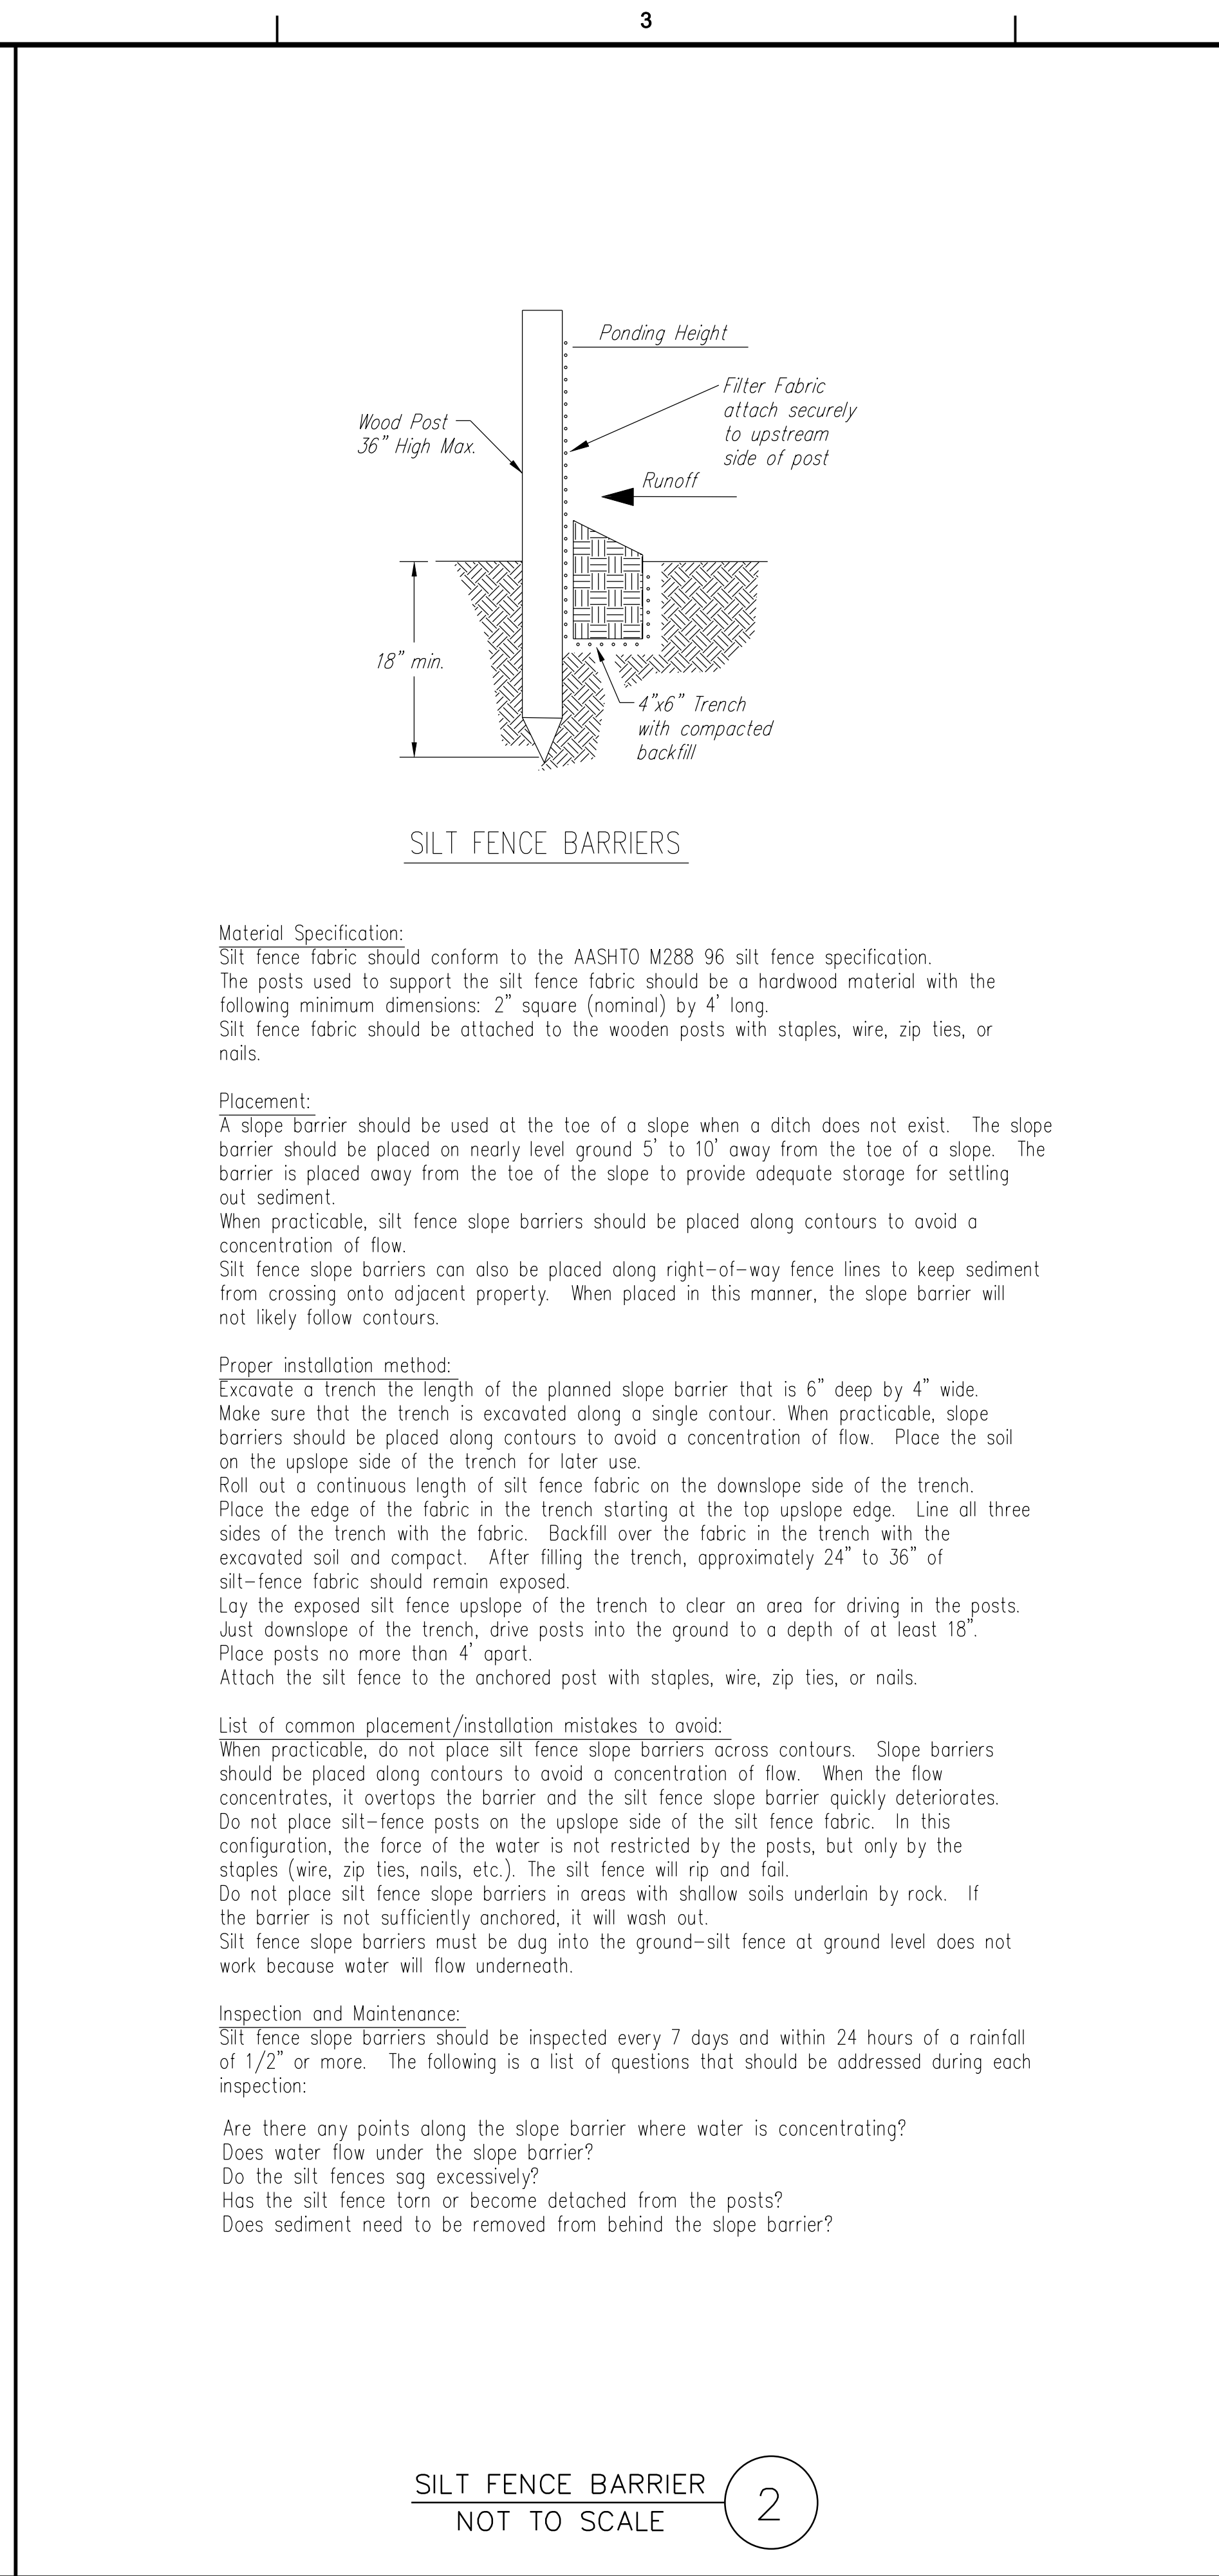 3
Ponding Height
Filter Fabric
attach securely
to upstream
side of post
Wood Post
36" High Max.
Runoff
18" min.
4"x6" Trench
with compacted
backfill
SILT FENCE BARRIERS
Material Specification:
Silt fence fabric should conform to the AASHTO M288 96 silt fence specification.
The posts used to support the silt fence fabric should be a hardwood material with the
following minimum dimensions: 2" square (nominal) by 4' long.
Silt fence fabric should be attached to the wooden posts with staples, wire, zip ties, or
nails.
Placement:
A slope barrier should be used at the toe of a slope when a ditch does not exist. The slope
barrier should be placed on nearly level ground 5' to 10' away from the toe of a slope. The
barrier is placed away from the toe of the slope to provide adequate storage for settling
out sediment.
When practicable, silt fence slope barriers should be placed along contours to avoid a
concentration of flow.
Silt fence slope barriers can also be placed along right-of-way fence lines to keep sediment
from crossing onto adjacent property. When placed in this manner, the slope barrier will
not likely follow contours.
Proper installation method:
Excavate a trench the length of the planned slope barrier that is 6" deep by 4" wide.
Make sure that the trench is excavated along a single contour. When practicable, slope
barriers should be placed along contours to avoid a concentration of flow. Place the soil
on the upslope side of the trench for later use.
Roll out a continuous length of silt fence fabric on the downslope side of the trench.
Place the edge of the fabric in the trench starting at the top upslope edge. Line all three
sides of the trench with the fabric. Backfill over the fabric in the trench with the
excavated soil and compact. After filling the trench, approximately 24" to 36" of
silt-fence fabric should remain exposed.
Lay the exposed silt fence upslope of the trench to clear an area for driving in the posts.
Just downslope of the trench, drive posts into the ground to a depth of at least 18".
Place posts no more than 4' apart.
Attach the silt fence to the anchored post with staples, wire, zip ties, or nails.
List of common placement/installation mistakes to avoid:
When practicable, do not place silt fence slope barriers across contours. Slope barriers
should be placed along contours to avoid a concentration of flow. When the flow
concentrates, it overtops the barrier and the silt fence slope barrier quickly deteriorates.
Do not place silt-fence posts on the upslope side of the silt fence fabric. In this
configuration, the force of the water is not restricted by the posts, but only by the
staples (wire, zip ties, nails, etc.). The silt fence will rip and fail.
Do not place silt fence slope barriers in areas with shallow soils underlain by rock. If
the barrier is not sufficiently anchored, it will wash out.
Silt fence slope barriers must be dug into the ground-silt fence at ground level does not
work because water will flow underneath.
Inspection and Maintenance:
Silt fence slope barriers should be inspected every 7 days and within 24 hours of a rainfall
of 1/2" or more. The following is a list of questions that should be addressed during each
inspection:
Are there any points along the slope barrier where water is concentrating?
Does water flow under the slope barrier?
Do the silt fences sag excessively?
Has the silt fence torn or become detached from the posts?
Does sediment need to be removed from behind the slope barrier?
SILT FENCE BARRIER
2
NOT TO SCALE